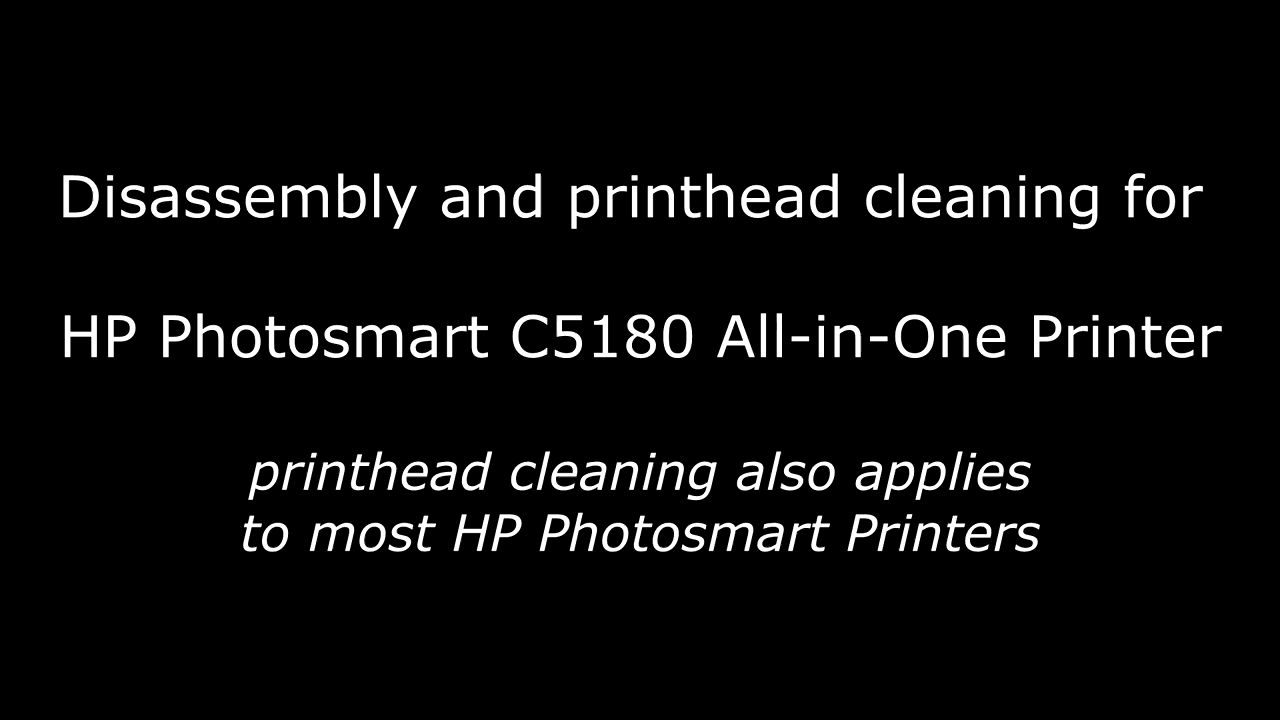 Disassembly and printhead cleaning for
HP Photosmart C5180 All-in-One Printer
printhead cleaning also applies
to most HP Photosmart Printers